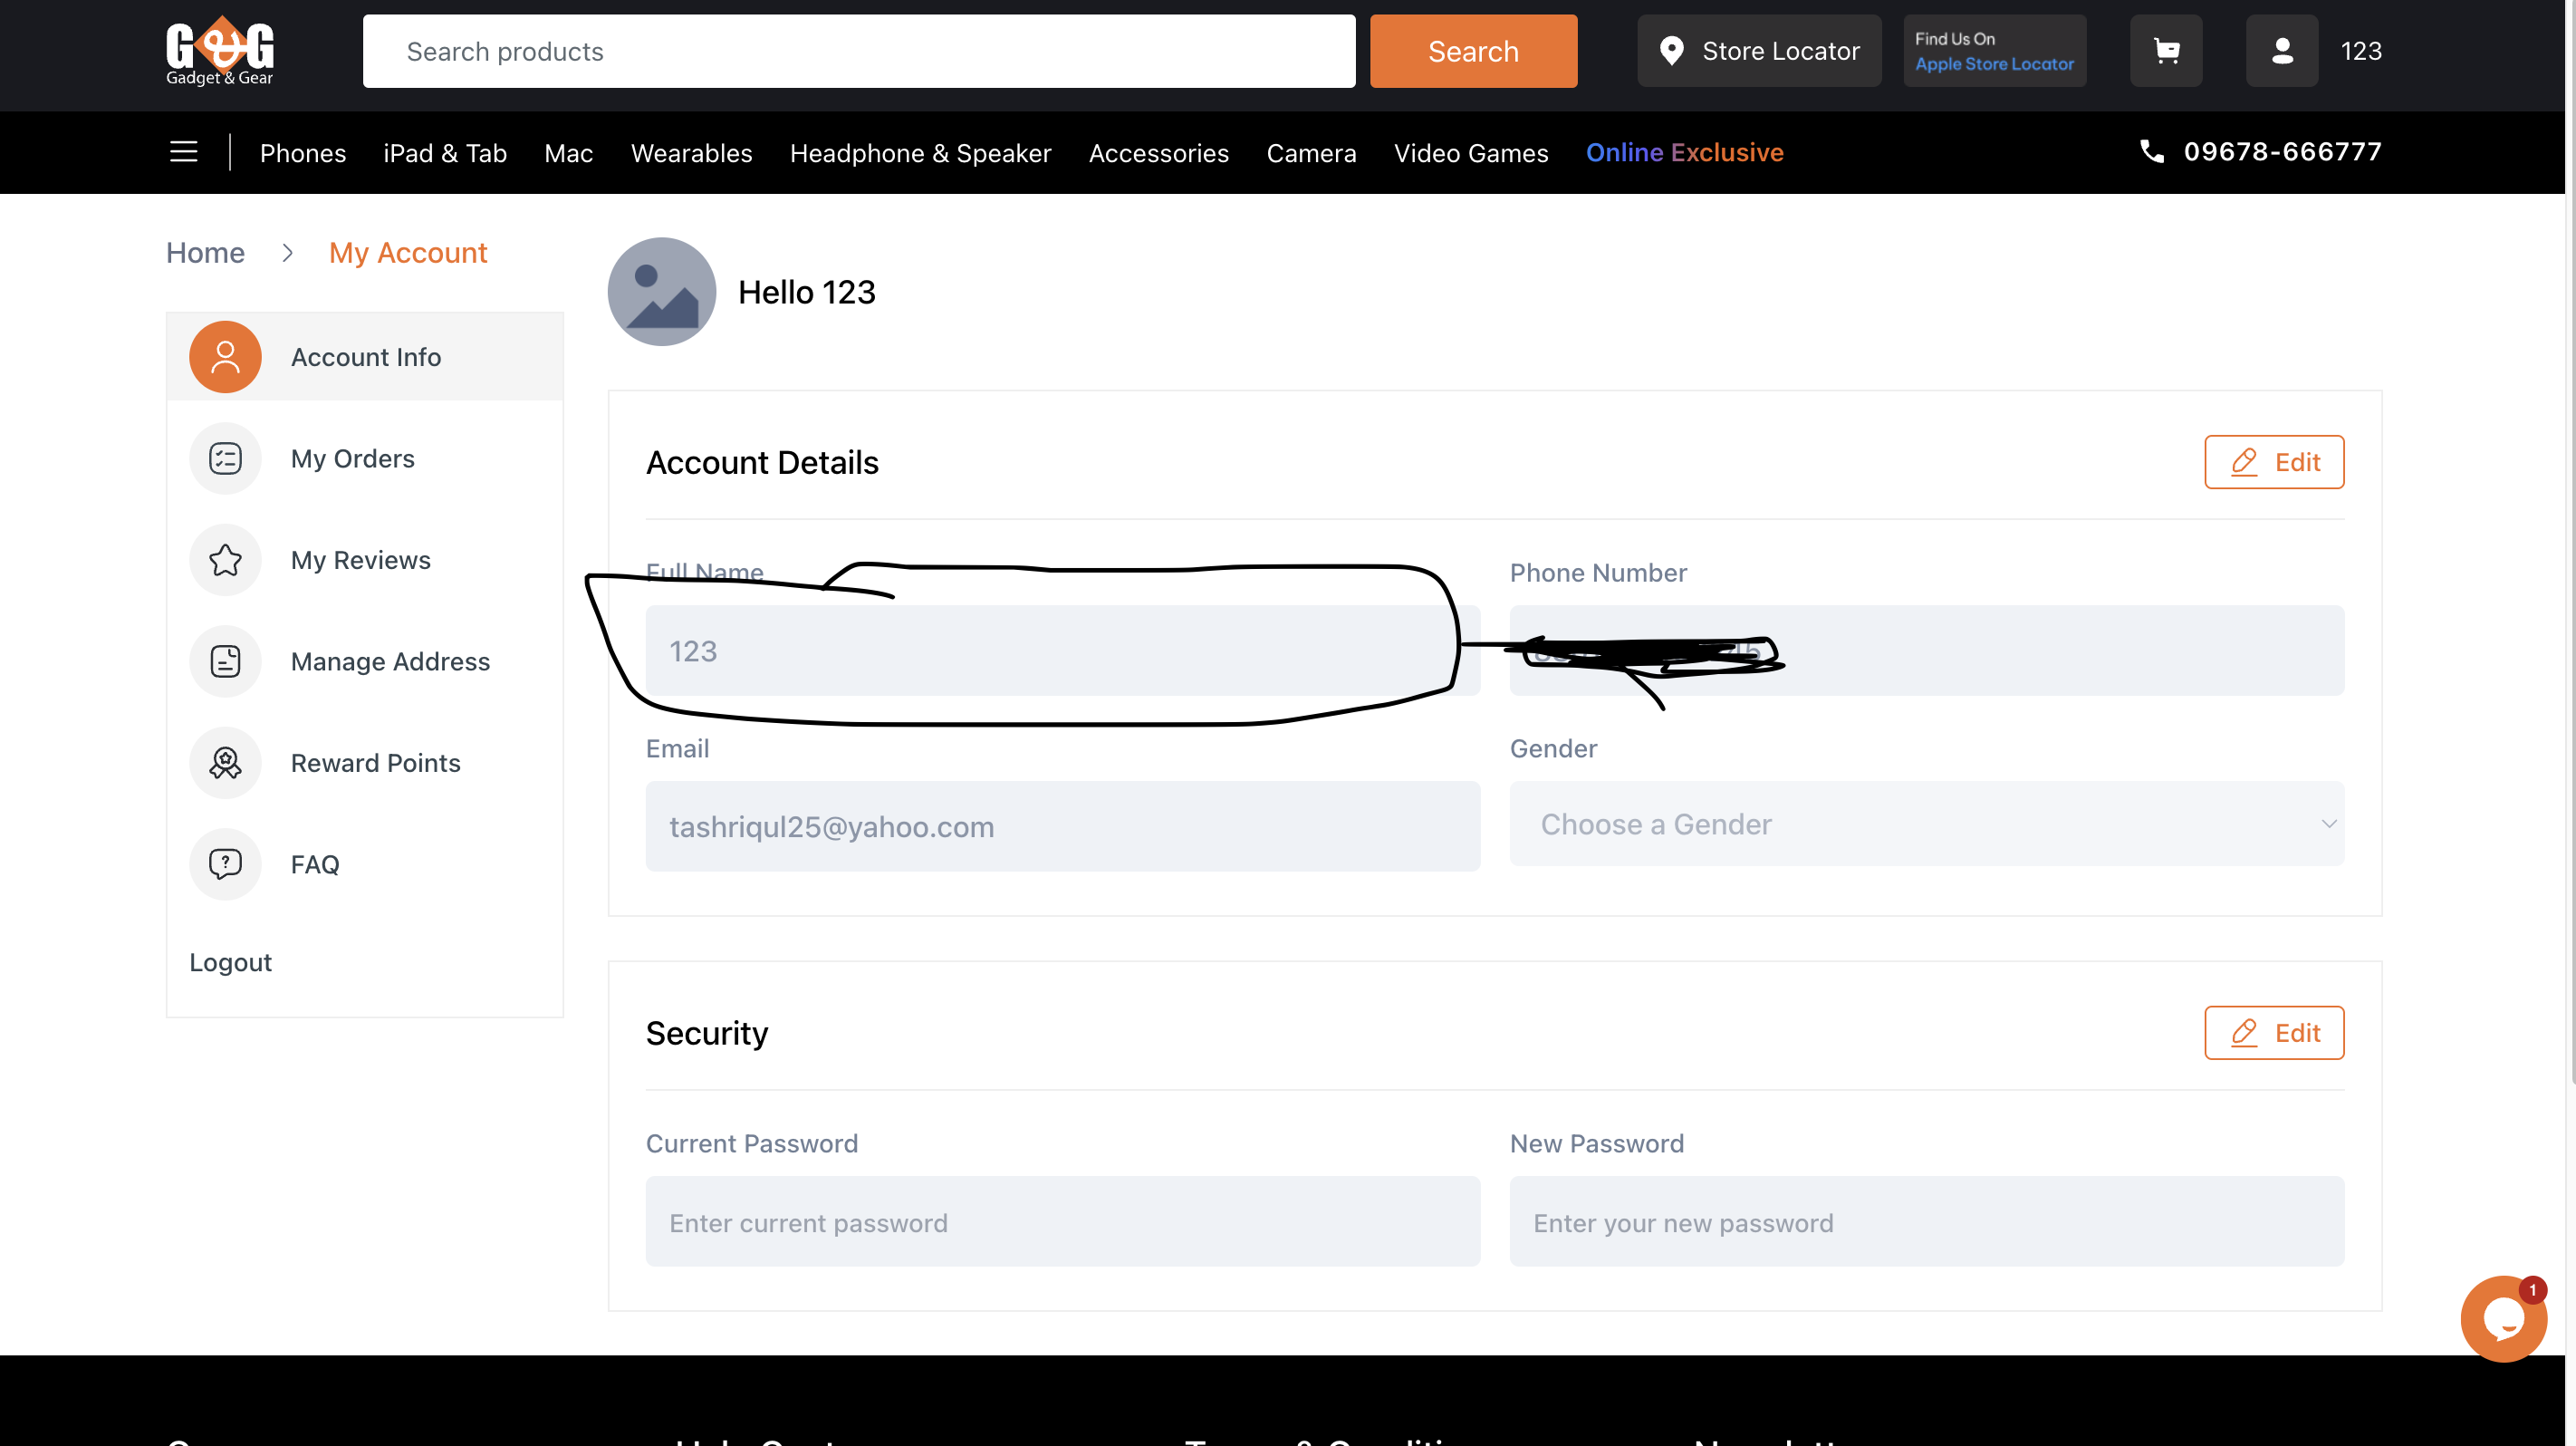 G&G
Gadget & Gear
Search products
Search
Store Locator
Find Us On
Apple Store Locator
123
Phones
iPad & Tab
Mac
Wearables
Headphone & Speaker
Accessories
Camera
Video Games
Online Exclusive
09678-666777
Home > My Account
Hello 123
Account Info
My Orders
My Reviews
Manage Address
Reward Points
FAQ
Logout
Account Details
Edit
Full Name
Phone Number
123
Email
Gender
tashriqul25@yahoo.com
Choose a Gender
Security
Edit
Current Password
New Password
Enter current password
Enter your new password
1